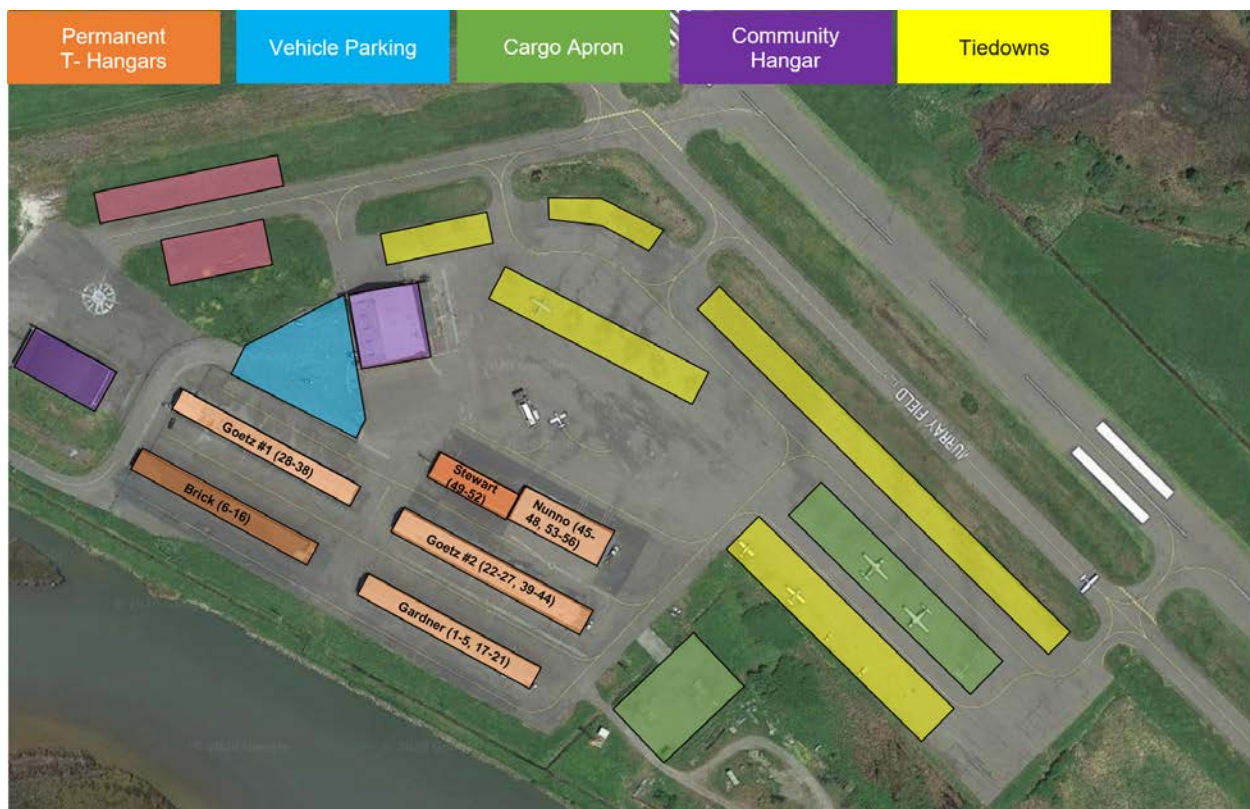 Permanent
T- Hangars
Vehicle Parking
Cargo Apron
Community
Hangar
Tiedowns
MURRAY FIELD
Goetz #1 (28-38)
Stewart
(49-52)
Brick (6-16)
Nunno (45-
48, 53-56)
Goetz #2 (22-27, 39-44)
Gardner (1-5, 17-21)